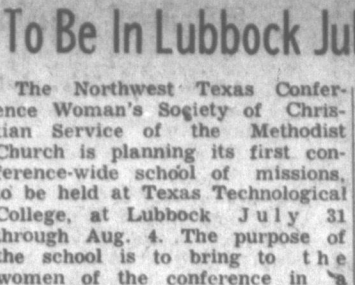 To Be In Lubbock Ju
The Northwest Texas Confer-
ence Woman's Society of Chris-
ian Service of the Methodist
Church is planning its first con-
ference-wide school of missions,
to be held at Texas Technological
College, at Lubbock July 31
through Aug. 4. The purpose of
the school is to bring to the
women of the conference in a